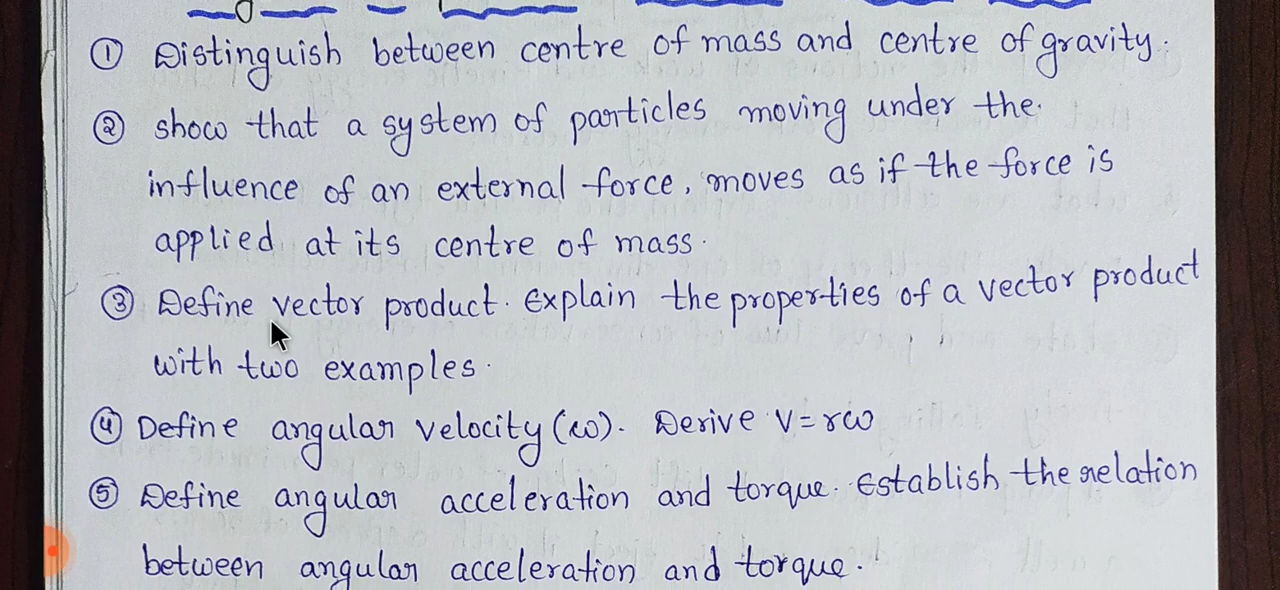 ① Distinguish between centre of mass and centre of gravity.
② show that a system of particles moving under the
influence of an external force, moves as if the force is
applied at its centre of mass.
③ Define vector product. Explain the properties of a vector product
with two examples.
④ Define angular velocity (ω). Derive v=rω
⑤ Define angular acceleration and torque. Establish the relation
between angular acceleration and torque.